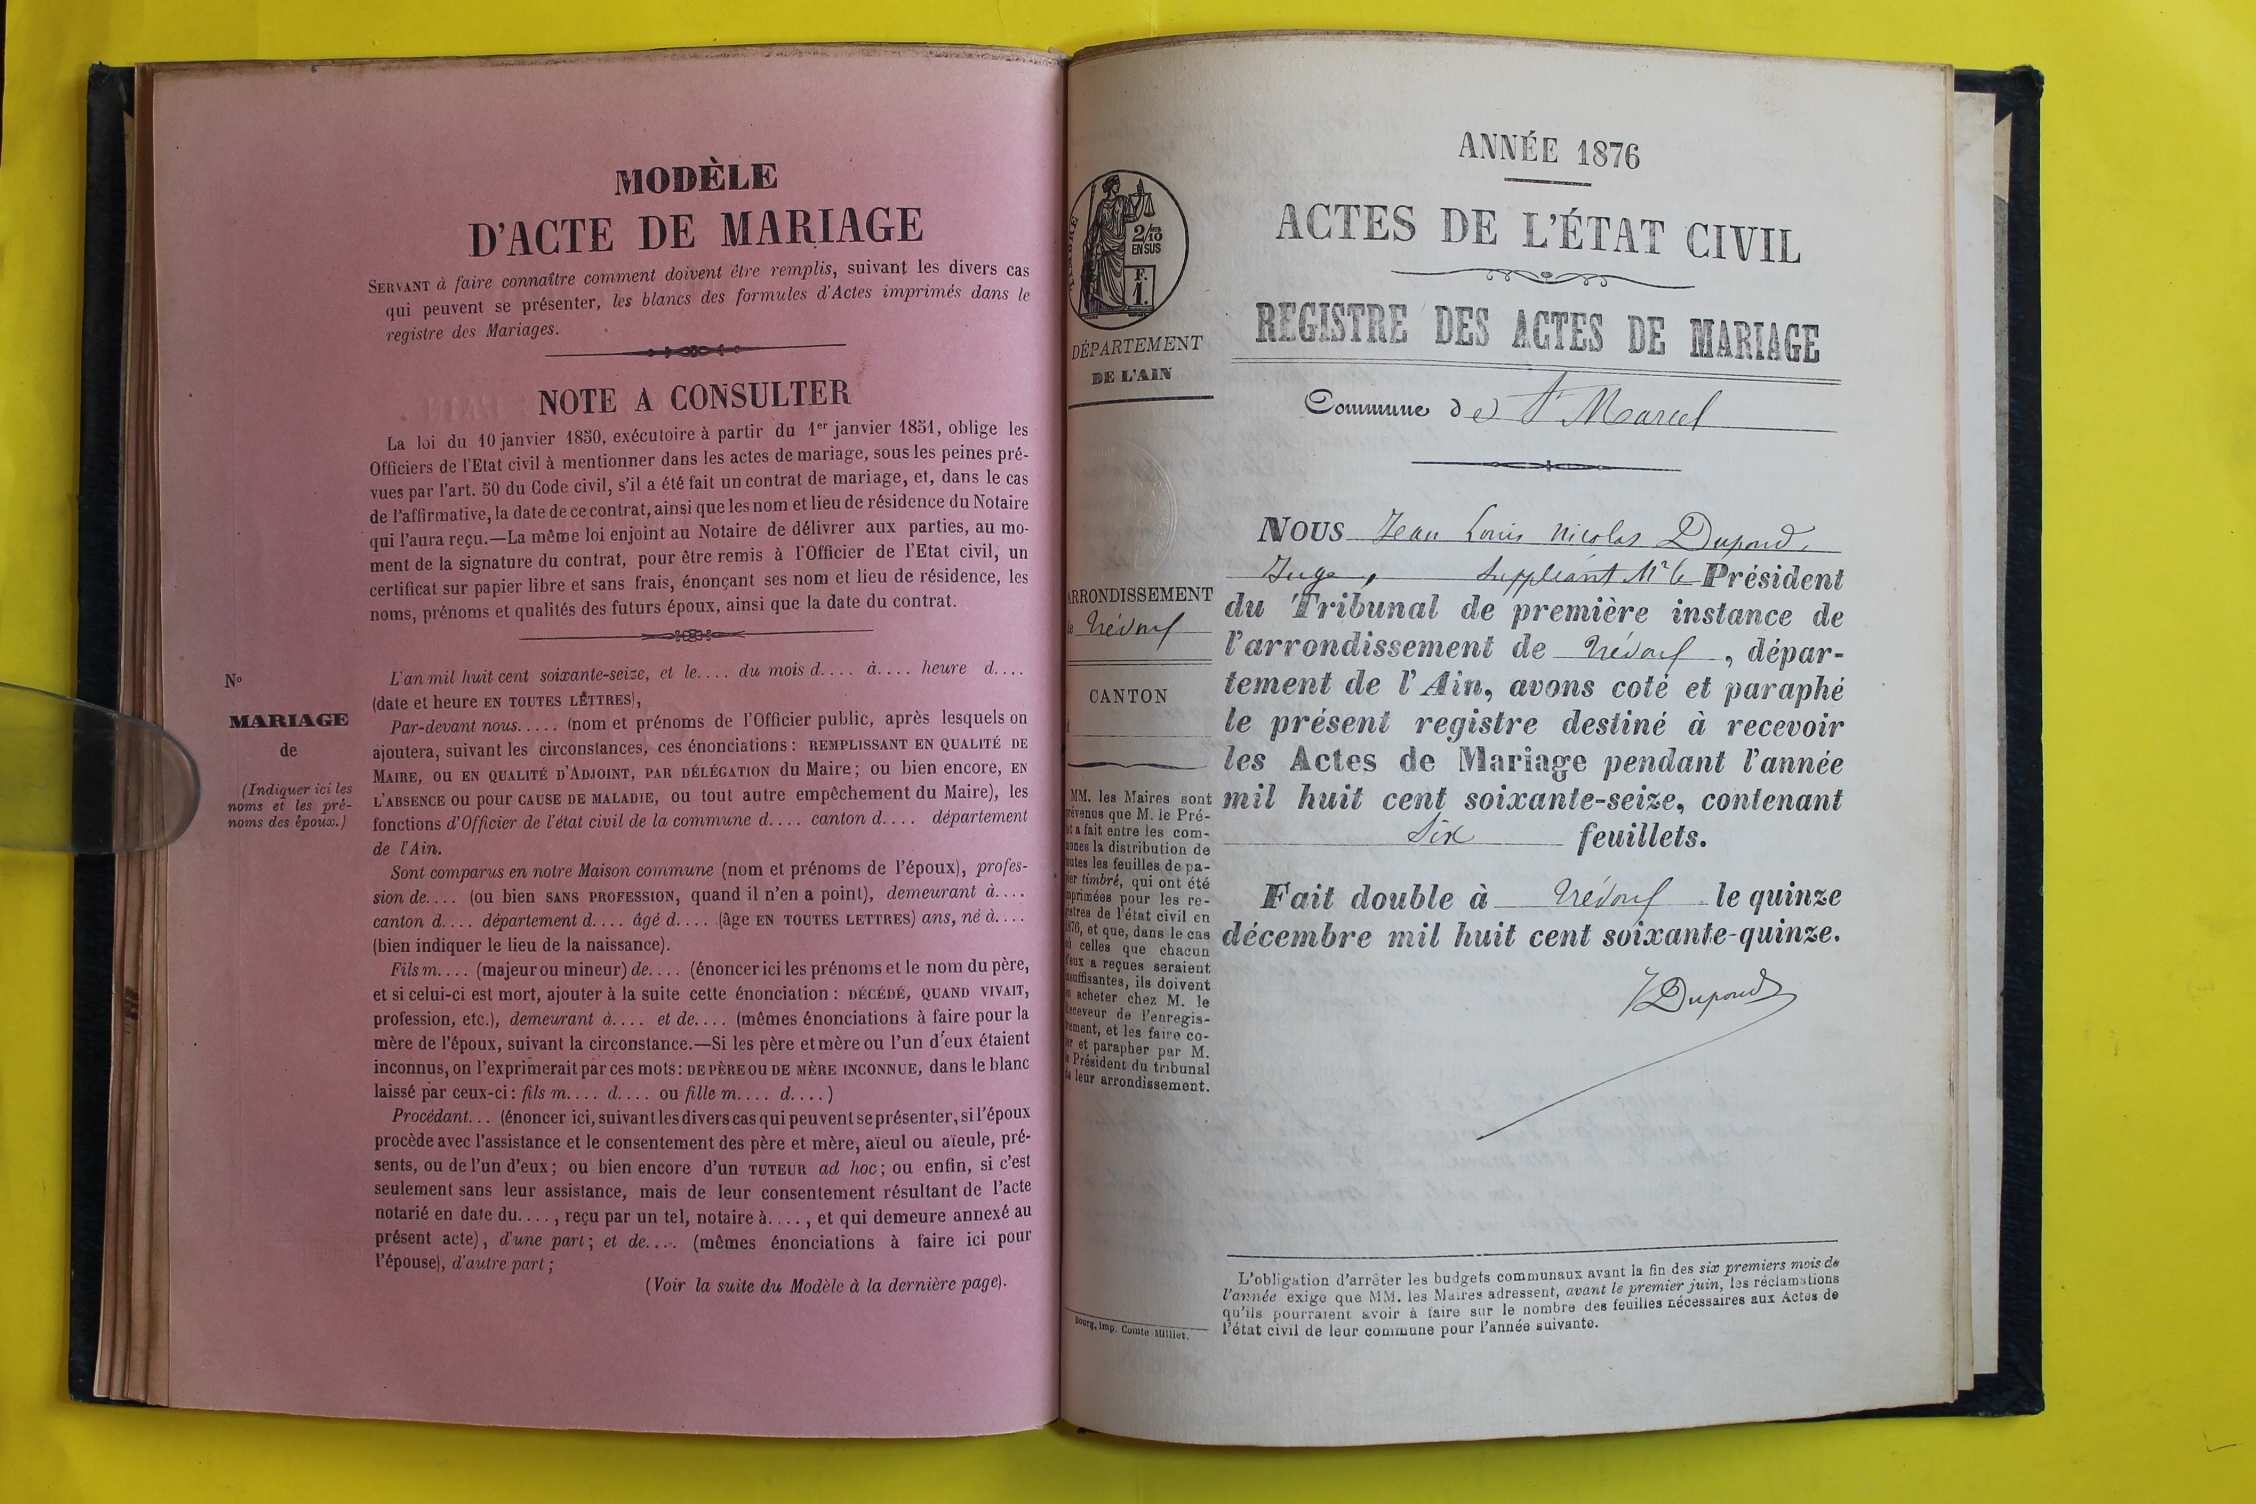 MODÈLE
D'ACTE DE MARIAGE
SERVANT à faire connaître comment doivent être remplis, suivant les divers cas
qui peuvent se présenter, les blancs des formules d'Actes imprimés dans le
registre des Mariages.
NOTE A CONSULTER
La loi du 10 janvier 1850, exécutoire à partir du 1er janvier 1851, oblige les
Officiers de l'Etat civil à mentionner dans les actes de mariage, sous les peines pré-
vues par l'art. 50 du Code civil, s'il a été fait un contrat de mariage, et, dans le cas
de l'affirmative, la date de ce contrat, ainsi que les nom et lieu de résidence du Notaire
qui l'aura reçu.—La même loi enjoint au Notaire de délivrer aux parties, au mo-
ment de la signature du contrat, pour être remis à l'Officier de l'Etat civil, un
certificat sur papier libre et sans frais, énonçant ses nom et lieu de résidence, les
noms, prénoms et qualités des futurs époux, ainsi que la date du contrat.
No
MARIAGE
de
(Indiquer ici les
noms et les pré-
noms des époux.)
L'an mil huit cent soixante-seize, et le.... du mois d.... à.... heure d....
(date et heure EN TOUTES LETTRES),
Par-devant nous..... (nom et prénoms de l'Officier public, après lesquels on
ajoutera, suivant les circonstances, ces énonciations : REMPLISSANT EN QUALITÉ DE
MAIRE, OU EN QUALITÉ D'ADJOINT, PAR DÉLÉGATION du Maire; ou bien encore, EN
L'ABSENCE ou pour CAUSE DE MALADIE, ou tout autre empêchement du Maire), les
fonctions d'Officier de l'état civil de la commune d.... canton d.... département
de l'Ain.
Sont comparus en notre Maison commune (nom et prénoms de l'époux), profes-
sion de.... (ou bien SANS PROFESSION, quand il n'en a point), demeurant à....
canton d.... département d.... âgé d.... (âge EN TOUTES LETTRES) ans, né à....
(bien indiquer le lieu de la naissance).
Fils m.... (majeur ou mineur) de.... (énoncer ici les prénoms et le nom du père,
et si celui-ci est mort, ajouter à la suite cette énonciation : DÉCÉDÉ, QUAND VIVAIT,
profession, etc.), demeurant à.... et de.... (mêmes énonciations à faire pour la
mère de l'époux, suivant la circonstance.—Si les père et mère ou l'un d'eux étaient
inconnus, on l'exprimerait par ces mots : DE PÈRE OU DE MÈRE INCONNUE, dans le blanc
laissé par ceux-ci : fils m.... d.... ou fille m.... d....)
Procédant... (énoncer ici, suivant les divers cas qui peuvent se présenter, si l'époux
procède avec l'assistance et le consentement des père et mère, aïeul ou aïeule, pré-
sents, ou de l'un d'eux; ou bien encore d'un TUTEUR ad hoc; ou enfin, si c'est
seulement sans leur assistance, mais de leur consentement résultant de l'acte
notarié en date du...., reçu par un tel, notaire à...., et qui demeure annexé au
présent acte), d'une part; et de.... (mêmes énonciations à faire ici pour
l'épouse), d'autre part;
(Voir la suite du Modèle à la dernière page).
TIMBRE
2/10
EN SUS
F.
1.
DÉPARTEMENT
DE L'AIN
ARRONDISSEMENT
de Trévoux
CANTON
d
MM. les Maires sont
prévenus que M. le Pré-
fet a fait entre les com-
munes la distribution de
toutes les feuilles de pa-
pier timbré, qui ont été
imprimées pour les re-
gistres de l'état civil en
1876, et que, dans le cas
où celles que chacun
d'eux a reçues seraient
insuffisantes, ils doivent
en acheter chez M. le
Receveur de l'enregis-
trement, et les faire co-
ter et parapher par M.
le Président du tribunal
de leur arrondissement.
Bourg, imp. Comte Milliet.
ANNÉE 1876
ACTES DE L'ÉTAT CIVIL
REGISTRE DES ACTES DE MARIAGE
Commune de St Marcel
NOUS Jean Louis Nicolas Dupond,
Juge, Suppléant Mr le Président
du Tribunal de première instance de
l'arrondissement de Trévoux, dépar-
tement de l'Ain, avons coté et paraphé
le présent registre destiné à recevoir
les Actes de Mariage pendant l'année
mil huit cent soixante-seize, contenant
Six feuillets.
Fait double à Trévoux le quinze
décembre mil huit cent soixante-quinze.
JDupond
L'obligation d'arrêter les budgets communaux avant la fin des six premiers mois de
l'année exige que MM. les Maires adressent, avant le premier juin, les réclamations
qu'ils pourraient avoir à faire sur le nombre des feuilles nécessaires aux Actes de
l'état civil de leur commune pour l'année suivante.